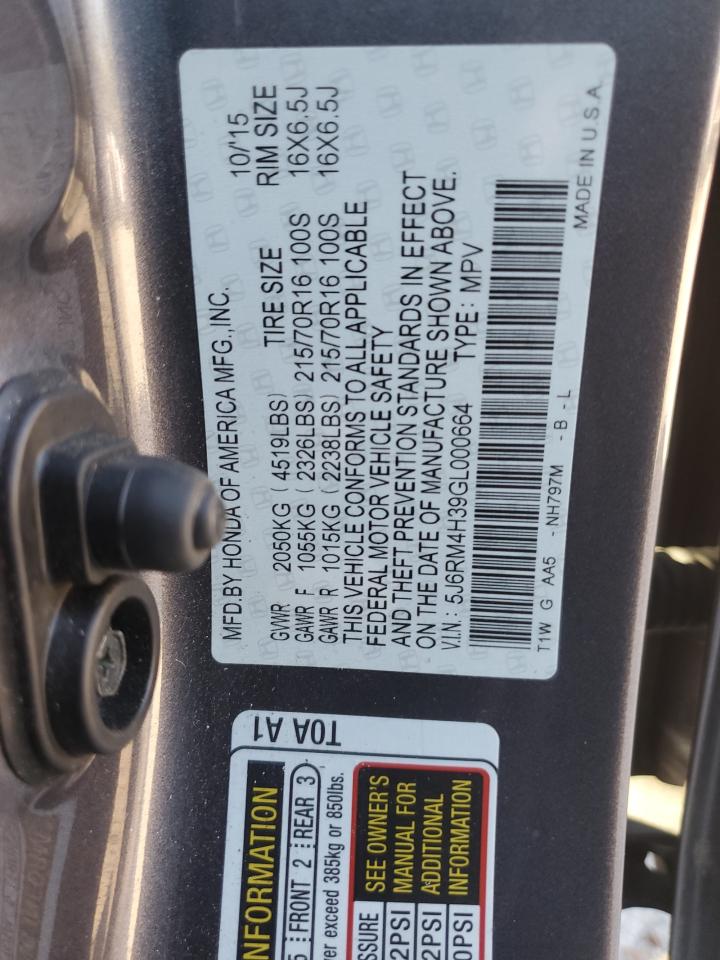 MFD.BY HONDA OF AMERICA MFG.,INC. 10/'15
TIRE SIZE RIM SIZE
GVWR 2050KG ( 4519LBS)
GAWR F 1055KG ( 2326LBS) 215/70R16 100S 16X6.5J
GAWR R 1015KG ( 2238LBS) 215/70R16 100S 16X6.5J
THIS VEHICLE CONFORMS TO ALL APPLICABLE
FEDERAL MOTOR VEHICLE SAFETY
AND THEFT PREVENTION STANDARDS IN EFFECT
ON THE DATE OF MANUFACTURE SHOWN ABOVE.
V.I.N.: 5J6RM4H39GL000664 TYPE: MPV
T1W G AA5 - NH797M - B - L
MADE IN U.S.A.
T0A A1
INFORMATION
5 FRONT 2 REAR 3
exceed 385kg or 850lbs.
SEE OWNER'S
MANUAL FOR
ADDITIONAL
INFORMATION